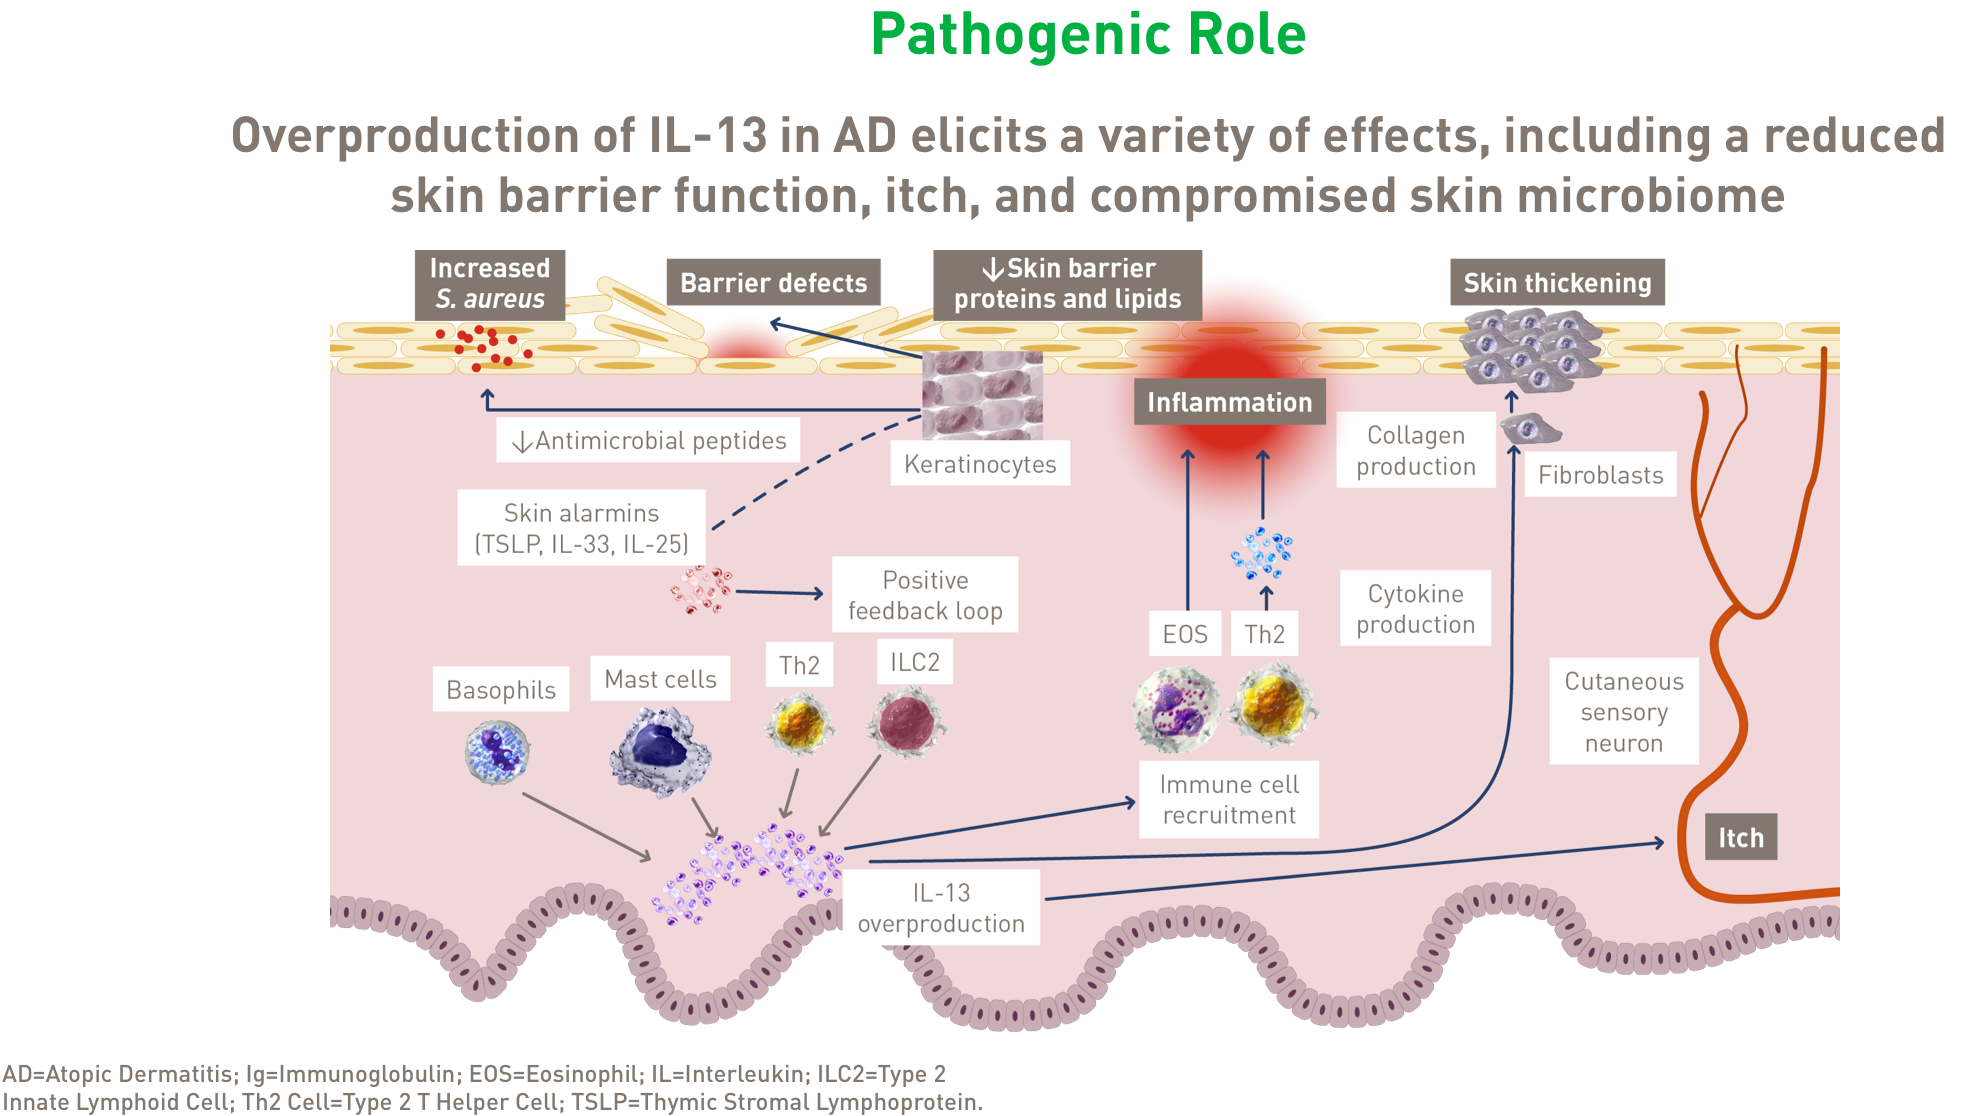 Pathogenic Role
Overproduction of IL-13 in AD elicits a variety of effects, including a reduced
skin barrier function, itch, and compromised skin microbiome
Increased
S. aureus
Barrier defects
↓Skin barrier
proteins and lipids
Skin thickening
Inflammation
↓Antimicrobial peptides
Keratinocytes
Collagen
production
Fibroblasts
Skin alarmins
(TSLP, IL-33, IL-25)
Positive
feedback loop
Cytokine
production
EOS
Th2
Basophils
Mast cells
Th2
ILC2
Cutaneous
sensory
neuron
Immune cell
recruitment
Itch
IL-13
overproduction
AD=Atopic Dermatitis; Ig=Immunoglobulin; EOS=Eosinophil; IL=Interleukin; ILC2=Type 2
Innate Lymphoid Cell; Th2 Cell=Type 2 T Helper Cell; TSLP=Thymic Stromal Lymphoprotein.